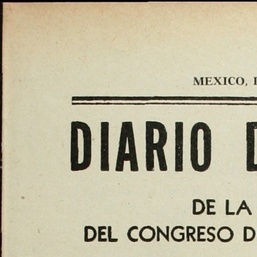 MEXICO,
DIARIO
DE LA
DEL CONGRESO